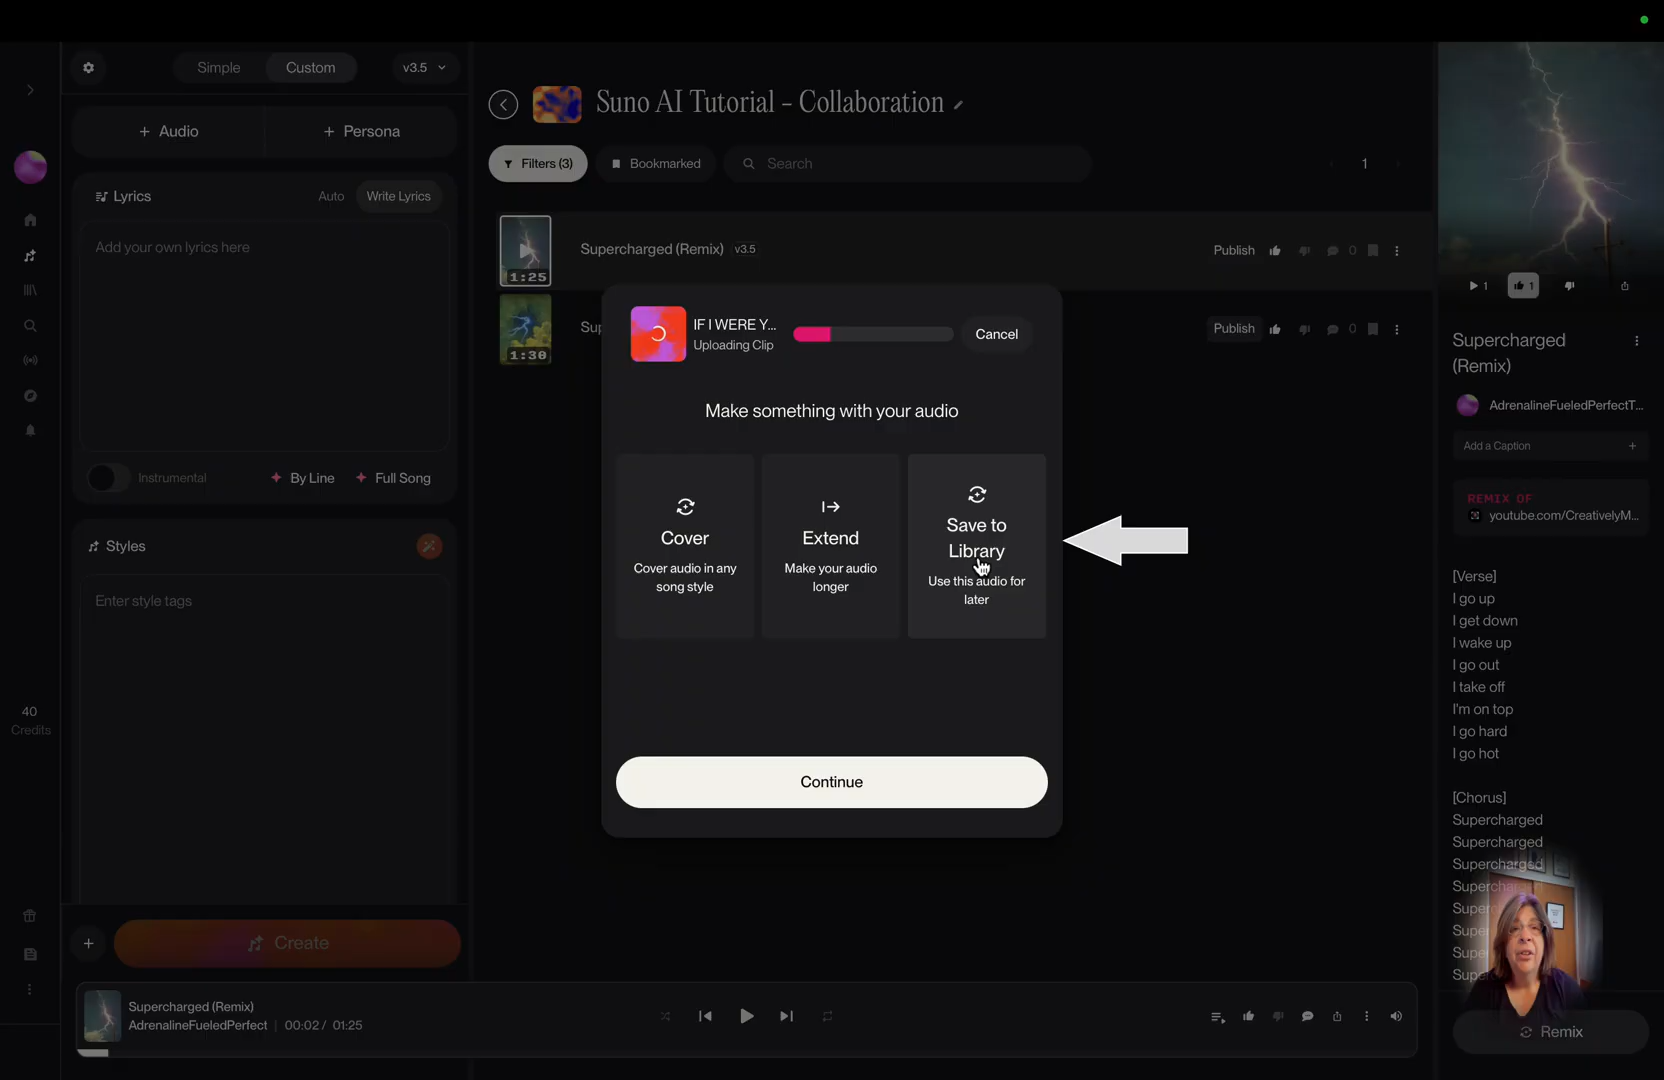 Simple
Custom
v3.5
+ Audio
+ Persona
Lyrics
Auto
Write Lyrics
Add your own lyrics here
Instrumental
By Line
Full Song
Styles
Enter style tags
40
Credits
+
Create
Suno AI Tutorial - Collaboration
Filters (3)
Bookmarked
Search
1
1:25
Supercharged (Remix)
v3.5
Publish
0
1:30
Sup
Publish
0
IF I WERE Y...
Uploading Clip
Cancel
Make something with your audio
Cover
Cover audio in any
song style
Extend
Make your audio
longer
Save to
Library
Use this audio for
later
Continue
1
1
Supercharged
(Remix)
AdrenalineFueledPerfectT...
Add a Caption
+
REMIX OF
youtube.com/CreativelyM...
[Verse]
I go up
I get down
I wake up
I go out
I take off
I'm on top
I go hard
I go hot
[Chorus]
Supercharged
Supercharged
Supercharged
Remix
Supercharged (Remix)
AdrenalineFueledPerfect
00:02 / 01:25